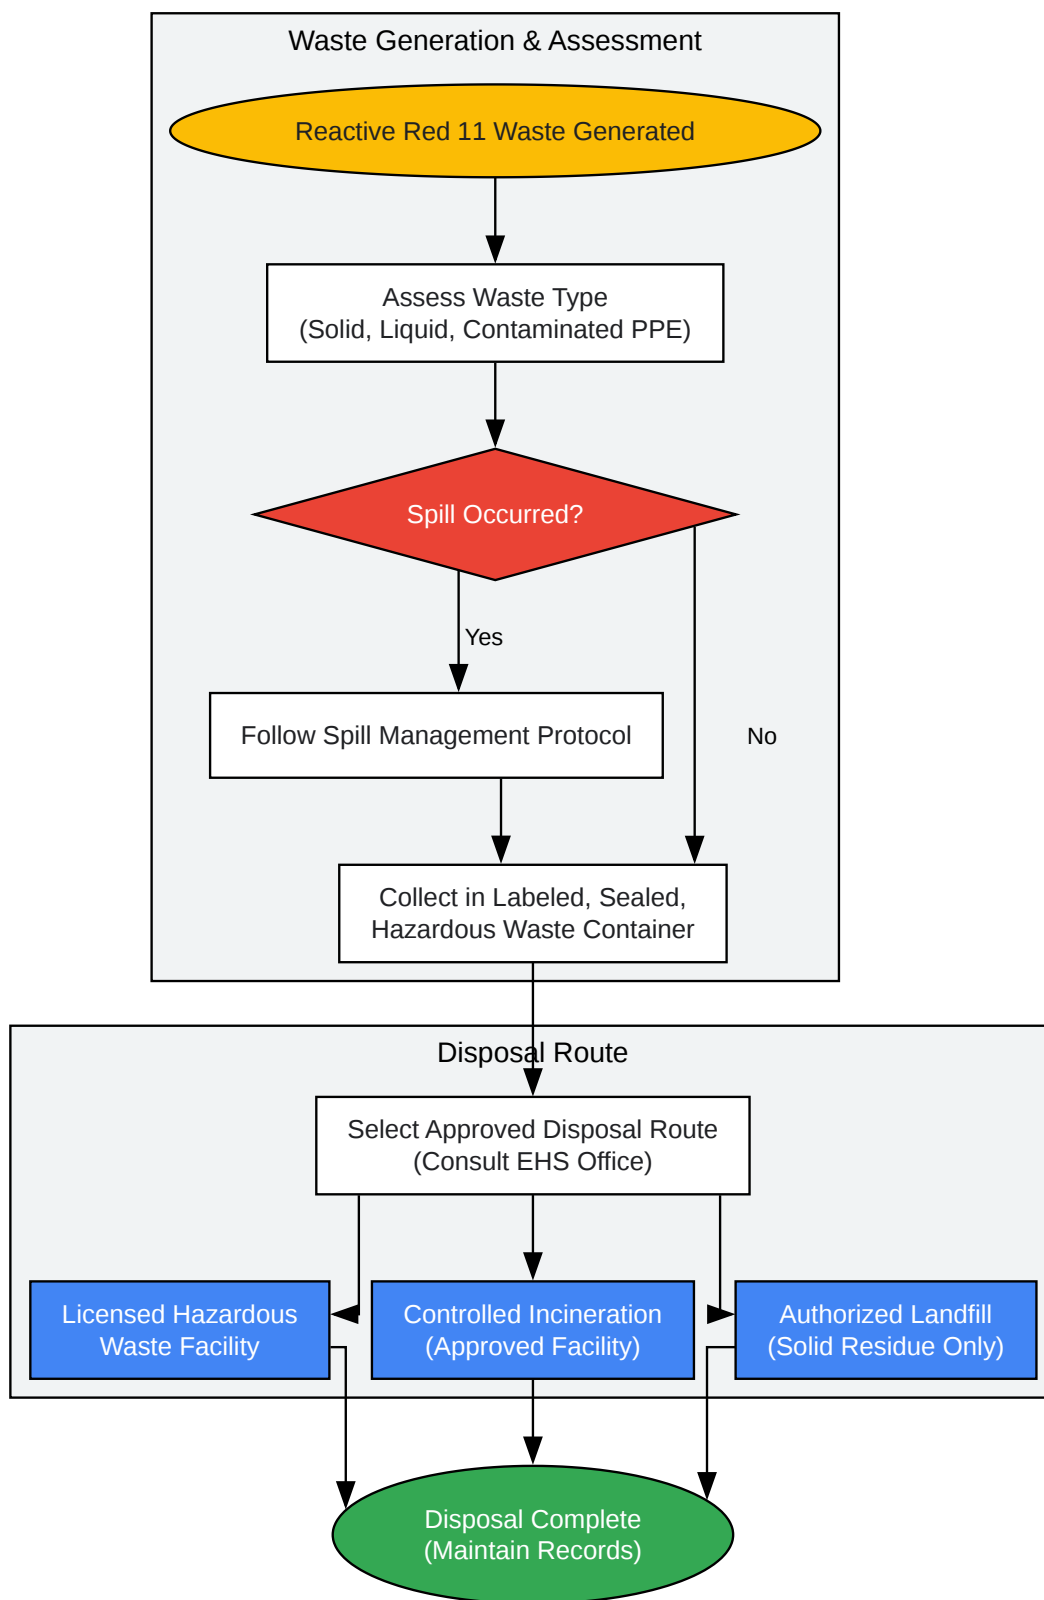 Waste Generation & Assessment
Reactive Red 11 Waste Generated
Assess Waste Type
(Solid, Liquid, Contaminated PPE)
Spill Occurred?
Yes
Follow Spill Management Protocol
No
Collect in Labeled, Sealed,
Hazardous Waste Container
Disposal Route
Select Approved Disposal Route
(Consult EHS Office)
Licensed Hazardous
Waste Facility
Controlled Incineration
(Approved Facility)
Authorized Landfill
(Solid Residue Only)
Disposal Complete
(Maintain Records)